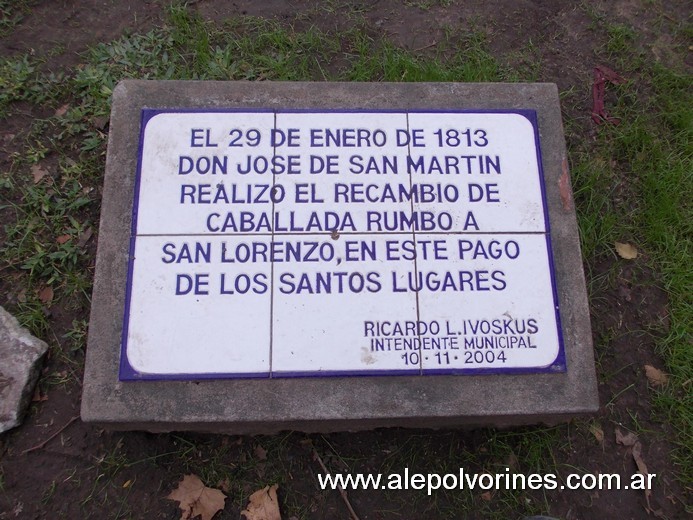 EL 29 DE ENERO DE 1813
DON JOSE DE SAN MARTIN
REALIZO EL RECAMBIO DE
CABALLADA RUMBO A
SAN LORENZO, EN ESTE PAGO
DE LOS SANTOS LUGARES
RICARDO L. IVOSKUS
INTENDENTE MUNICIPAL
10 · 11 · 2004
www.alepolvorines.com.ar